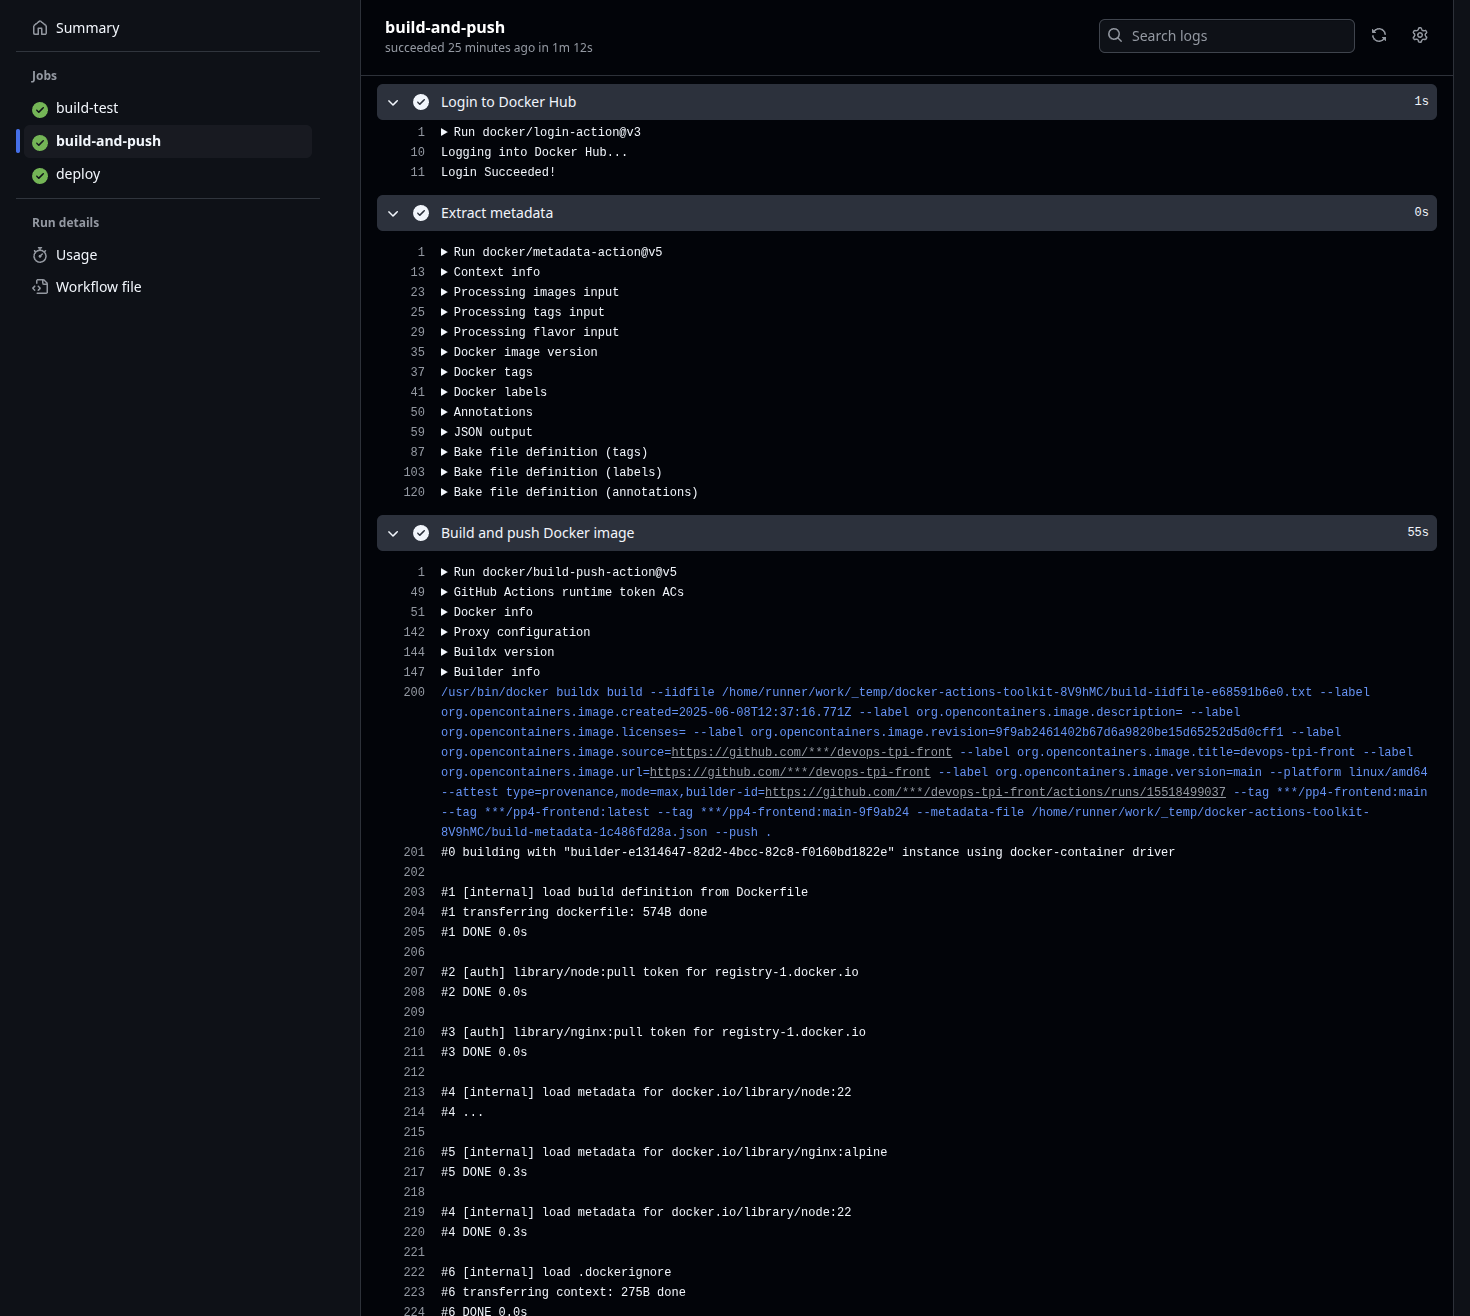 Summary
Jobs
build-test
build-and-push
deploy
Run details
Usage
Workflow file
build-and-push
succeeded 25 minutes ago in 1m 12s
Search logs
Login to Docker Hub 1s
1 Run docker/login-action@v3
10 Logging into Docker Hub...
11 Login Succeeded!
Extract metadata 0s
1 Run docker/metadata-action@v5
13 Context info
23 Processing images input
25 Processing tags input
29 Processing flavor input
35 Docker image version
37 Docker tags
41 Docker labels
50 Annotations
59 JSON output
87 Bake file definition (tags)
103 Bake file definition (labels)
120 Bake file definition (annotations)
Build and push Docker image 55s
1 Run docker/build-push-action@v5
49 GitHub Actions runtime token ACs
51 Docker info
142 Proxy configuration
144 Buildx version
147 Builder info
200 /usr/bin/docker buildx build --iidfile /home/runner/work/_temp/docker-actions-toolkit-8V9hMC/build-iidfile-e68591b6e0.txt --label
org.opencontainers.image.created=2025-06-08T12:37:16.771Z --label org.opencontainers.image.description= --label
org.opencontainers.image.licenses= --label org.opencontainers.image.revision=9f9ab2461402b67d6a9820be15d65252d5d0cff1 --label
org.opencontainers.image.source=https://github.com/***/devops-tpi-front --label org.opencontainers.image.title=devops-tpi-front --label
org.opencontainers.image.url=https://github.com/***/devops-tpi-front --label org.opencontainers.image.version=main --platform linux/amd64
--attest type=provenance,mode=max,builder-id=https://github.com/***/devops-tpi-front/actions/runs/15518499037 --tag ***/pp4-frontend:main
--tag ***/pp4-frontend:latest --tag ***/pp4-frontend:main-9f9ab24 --metadata-file /home/runner/work/_temp/docker-actions-toolkit-
8V9hMC/build-metadata-1c486fd28a.json --push .
201 #0 building with "builder-e1314647-82d2-4bcc-82c8-f0160bd1822e" instance using docker-container driver
202
203 #1 [internal] load build definition from Dockerfile
204 #1 transferring dockerfile: 574B done
205 #1 DONE 0.0s
206
207 #2 [auth] library/node:pull token for registry-1.docker.io
208 #2 DONE 0.0s
209
210 #3 [auth] library/nginx:pull token for registry-1.docker.io
211 #3 DONE 0.0s
212
213 #4 [internal] load metadata for docker.io/library/node:22
214 #4 ...
215
216 #5 [internal] load metadata for docker.io/library/nginx:alpine
217 #5 DONE 0.3s
218
219 #4 [internal] load metadata for docker.io/library/node:22
220 #4 DONE 0.3s
221
222 #6 [internal] load .dockerignore
223 #6 transferring context: 275B done
224 #6 DONE 0.0s